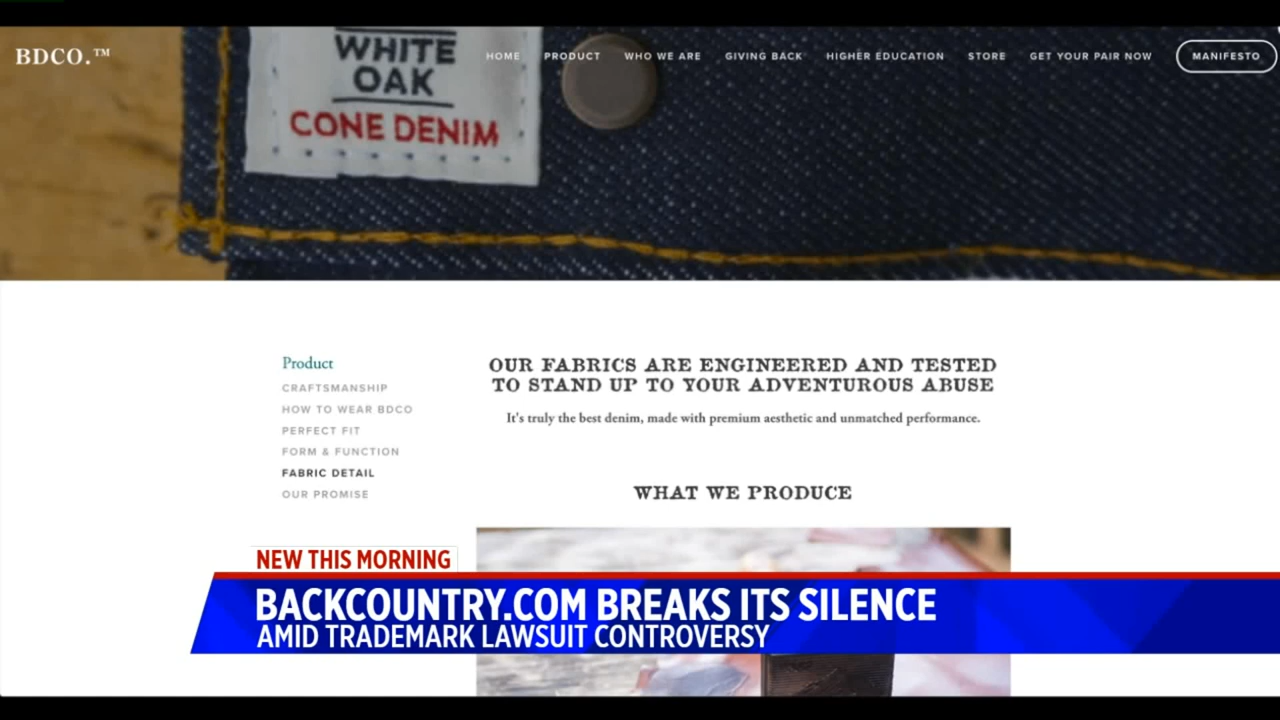 BDCO.™
HOME PRODUCT WHO WE ARE GIVING BACK HIGHER EDUCATION STORE GET YOUR PAIR NOW MANIFESTO
WHITE
OAK
CONE DENIM
Product
CRAFTSMANSHIP
HOW TO WEAR BDCO
PERFECT FIT
FORM & FUNCTION
FABRIC DETAIL
OUR PROMISE
OUR FABRICS ARE ENGINEERED AND TESTED
TO STAND UP TO YOUR ADVENTUROUS ABUSE
It's truly the best denim, made with premium aesthetic and unmatched performance.
WHAT WE PRODUCE
NEW THIS MORNING
BACKCOUNTRY.COM BREAKS ITS SILENCE
AMID TRADEMARK LAWSUIT CONTROVERSY